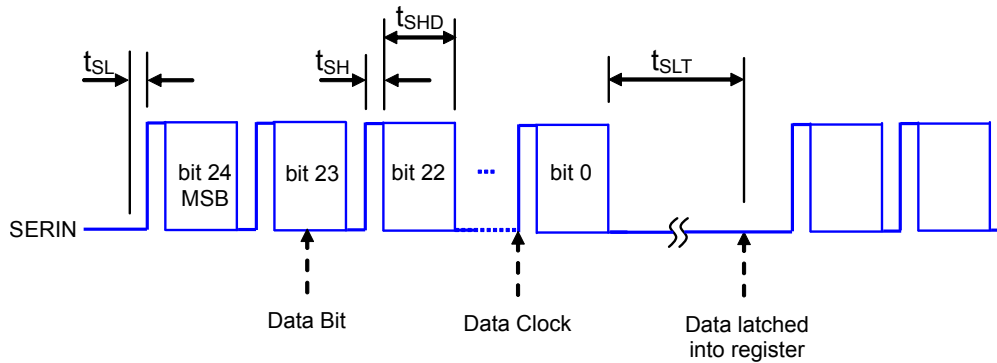 tSHD
tSL
tSH
tSLT
bit 24
MSB
bit 23
bit 22
...
bit 0
SERIN
Data Bit
Data Clock
Data latched
into register